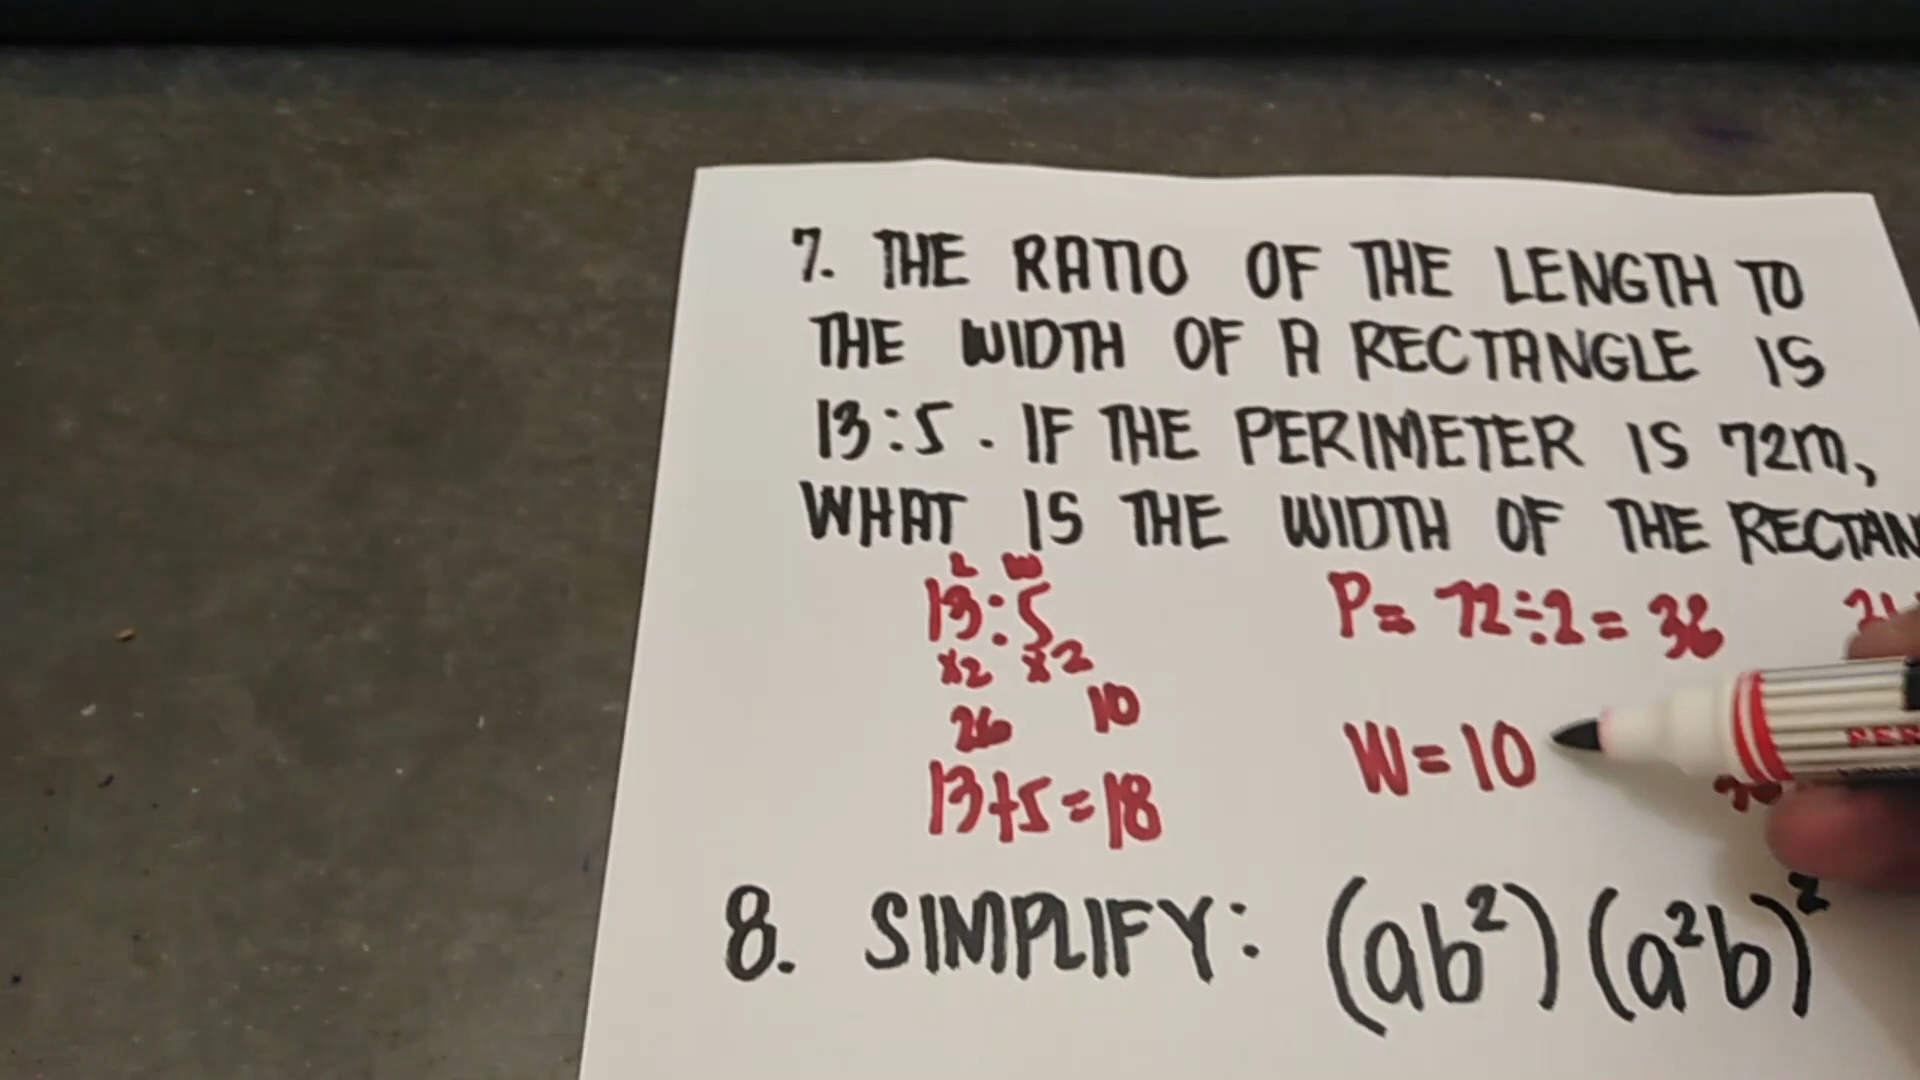 7. THE RATIO OF THE LENGTH TO
THE WIDTH OF A RECTANGLE IS
13:5. IF THE PERIMETER IS 72m,
WHAT IS THE WIDTH OF THE RECTAN
L W
13:5
x2 x2
26 10
13+5=18
P= 72÷2= 36
W=10
8. SIMPLIFY: (ab²)(a²b)²